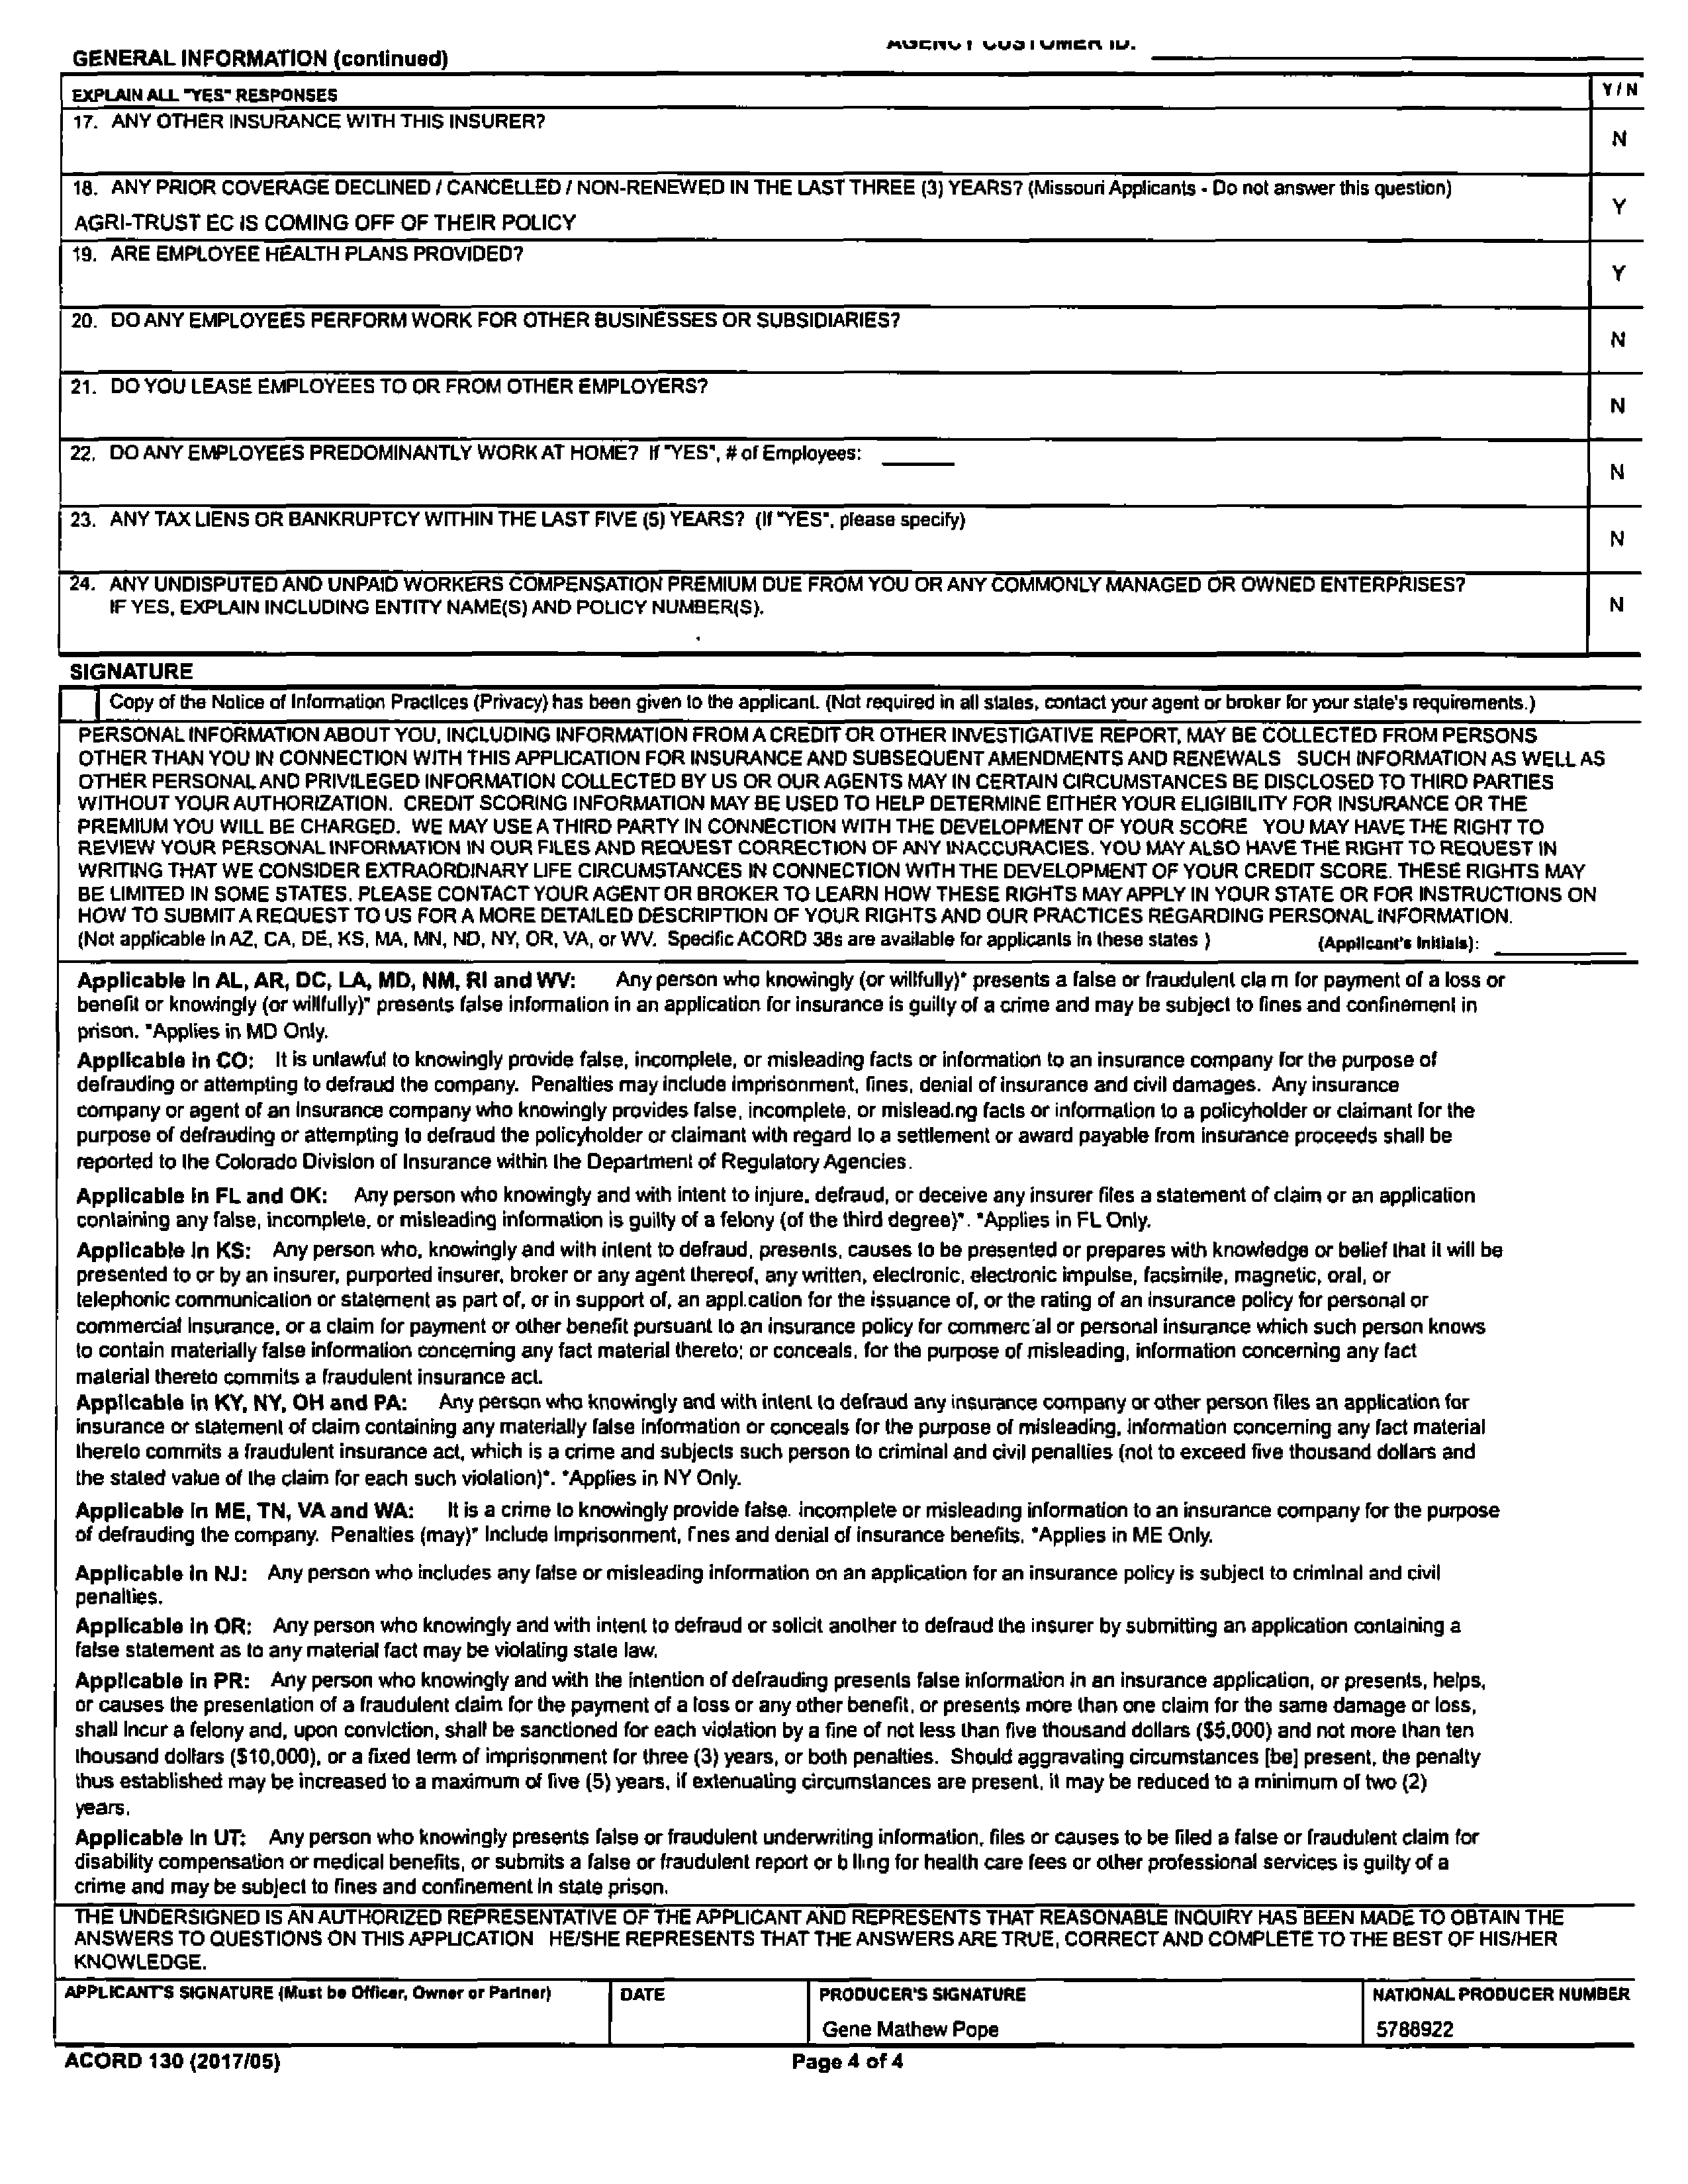 AGENCY CUSTOMER ID:
GENERAL INFORMATION (continued)
EXPLAIN ALL "YES" RESPONSES
Y / N
17. ANY OTHER INSURANCE WITH THIS INSURER?
N
18. ANY PRIOR COVERAGE DECLINED / CANCELLED / NON-RENEWED IN THE LAST THREE (3) YEARS? (Missouri Applicants - Do not answer this question)
Y
AGRI-TRUST EC IS COMING OFF OF THEIR POLICY
19. ARE EMPLOYEE HEALTH PLANS PROVIDED?
Y
20. DO ANY EMPLOYEES PERFORM WORK FOR OTHER BUSINESSES OR SUBSIDIARIES?
N
21. DO YOU LEASE EMPLOYEES TO OR FROM OTHER EMPLOYERS?
N
22. DO ANY EMPLOYEES PREDOMINANTLY WORK AT HOME? If "YES", # of Employees:
N
23. ANY TAX LIENS OR BANKRUPTCY WITHIN THE LAST FIVE (5) YEARS? (If "YES", please specify)
N
24. ANY UNDISPUTED AND UNPAID WORKERS COMPENSATION PREMIUM DUE FROM YOU OR ANY COMMONLY MANAGED OR OWNED ENTERPRISES?
IF YES, EXPLAIN INCLUDING ENTITY NAME(S) AND POLICY NUMBER(S).
N
SIGNATURE
Copy of the Notice of Information Practices (Privacy) has been given to the applicant. (Not required in all states, contact your agent or broker for your state's requirements.)
PERSONAL INFORMATION ABOUT YOU, INCLUDING INFORMATION FROM A CREDIT OR OTHER INVESTIGATIVE REPORT, MAY BE COLLECTED FROM PERSONS
OTHER THAN YOU IN CONNECTION WITH THIS APPLICATION FOR INSURANCE AND SUBSEQUENT AMENDMENTS AND RENEWALS SUCH INFORMATION AS WELL AS
OTHER PERSONAL AND PRIVILEGED INFORMATION COLLECTED BY US OR OUR AGENTS MAY IN CERTAIN CIRCUMSTANCES BE DISCLOSED TO THIRD PARTIES
WITHOUT YOUR AUTHORIZATION. CREDIT SCORING INFORMATION MAY BE USED TO HELP DETERMINE EITHER YOUR ELIGIBILITY FOR INSURANCE OR THE
PREMIUM YOU WILL BE CHARGED. WE MAY USE A THIRD PARTY IN CONNECTION WITH THE DEVELOPMENT OF YOUR SCORE YOU MAY HAVE THE RIGHT TO
REVIEW YOUR PERSONAL INFORMATION IN OUR FILES AND REQUEST CORRECTION OF ANY INACCURACIES. YOU MAY ALSO HAVE THE RIGHT TO REQUEST IN
WRITING THAT WE CONSIDER EXTRAORDINARY LIFE CIRCUMSTANCES IN CONNECTION WITH THE DEVELOPMENT OF YOUR CREDIT SCORE. THESE RIGHTS MAY
BE LIMITED IN SOME STATES. PLEASE CONTACT YOUR AGENT OR BROKER TO LEARN HOW THESE RIGHTS MAY APPLY IN YOUR STATE OR FOR INSTRUCTIONS ON
HOW TO SUBMIT A REQUEST TO US FOR A MORE DETAILED DESCRIPTION OF YOUR RIGHTS AND OUR PRACTICES REGARDING PERSONAL INFORMATION.
(Not applicable in AZ, CA, DE, KS, MA, MN, ND, NY, OR, VA, or WV. Specific ACORD 38s are available for applicants in these states ) (Applicant's Initials):
Applicable in AL, AR, DC, LA, MD, NM, RI and WV: Any person who knowingly (or willfully)* presents a false or fraudulent cla m for payment of a loss or
benefit or knowingly (or willfully)* presents false information in an application for insurance is guilty of a crime and may be subject to fines and confinement in
prison. *Applies in MD Only.
Applicable in CO: It is unlawful to knowingly provide false, incomplete, or misleading facts or information to an insurance company for the purpose of
defrauding or attempting to defraud the company. Penalties may include imprisonment, fines, denial of insurance and civil damages. Any insurance
company or agent of an insurance company who knowingly provides false, incomplete, or mislead.ng facts or information to a policyholder or claimant for the
purpose of defrauding or attempting to defraud the policyholder or claimant with regard to a settlement or award payable from insurance proceeds shall be
reported to the Colorado Division of Insurance within the Department of Regulatory Agencies.
Applicable in FL and OK: Any person who knowingly and with intent to injure, defraud, or deceive any insurer files a statement of claim or an application
containing any false, incomplete, or misleading information is guilty of a felony (of the third degree)*. *Applies in FL Only.
Applicable in KS: Any person who, knowingly and with intent to defraud, presents, causes to be presented or prepares with knowledge or belief that it will be
presented to or by an insurer, purported insurer, broker or any agent thereof, any written, electronic, electronic impulse, facsimile, magnetic, oral, or
telephonic communication or statement as part of, or in support of, an appl.cation for the issuance of, or the rating of an insurance policy for personal or
commercial insurance, or a claim for payment or other benefit pursuant to an insurance policy for commerc'al or personal insurance which such person knows
to contain materially false information concerning any fact material thereto; or conceals, for the purpose of misleading, information concerning any fact
material thereto commits a fraudulent insurance act.
Applicable in KY, NY, OH and PA: Any person who knowingly and with intent to defraud any insurance company or other person files an application for
insurance or statement of claim containing any materially false information or conceals for the purpose of misleading, information concerning any fact material
thereto commits a fraudulent insurance act, which is a crime and subjects such person to criminal and civil penalties (not to exceed five thousand dollars and
the stated value of the claim for each such violation)*. *Applies in NY Only.
Applicable in ME, TN, VA and WA: It is a crime to knowingly provide false, incomplete or misleading information to an insurance company for the purpose
of defrauding the company. Penalties (may)* include imprisonment, f nes and denial of insurance benefits. *Applies in ME Only.
Applicable in NJ: Any person who includes any false or misleading information on an application for an insurance policy is subject to criminal and civil
penalties.
Applicable in OR: Any person who knowingly and with intent to defraud or solicit another to defraud the insurer by submitting an application containing a
false statement as to any material fact may be violating state law.
Applicable in PR: Any person who knowingly and with the intention of defrauding presents false information in an insurance application, or presents, helps,
or causes the presentation of a fraudulent claim for the payment of a loss or any other benefit, or presents more than one claim for the same damage or loss,
shall incur a felony and, upon conviction, shall be sanctioned for each violation by a fine of not less than five thousand dollars ($5,000) and not more than ten
thousand dollars ($10,000), or a fixed term of imprisonment for three (3) years, or both penalties. Should aggravating circumstances [be] present, the penalty
thus established may be increased to a maximum of five (5) years, if extenuating circumstances are present, it may be reduced to a minimum of two (2)
years.
Applicable in UT: Any person who knowingly presents false or fraudulent underwriting information, files or causes to be filed a false or fraudulent claim for
disability compensation or medical benefits, or submits a false or fraudulent report or b lling for health care fees or other professional services is guilty of a
crime and may be subject to fines and confinement in state prison.
THE UNDERSIGNED IS AN AUTHORIZED REPRESENTATIVE OF THE APPLICANT AND REPRESENTS THAT REASONABLE INQUIRY HAS BEEN MADE TO OBTAIN THE
ANSWERS TO QUESTIONS ON THIS APPLICATION HE/SHE REPRESENTS THAT THE ANSWERS ARE TRUE, CORRECT AND COMPLETE TO THE BEST OF HIS/HER
KNOWLEDGE.
APPLICANT'S SIGNATURE (Must be Officer, Owner or Partner) DATE PRODUCER'S SIGNATURE NATIONAL PRODUCER NUMBER
Gene Mathew Pope 5788922
ACORD 130 (2017/05) Page 4 of 4